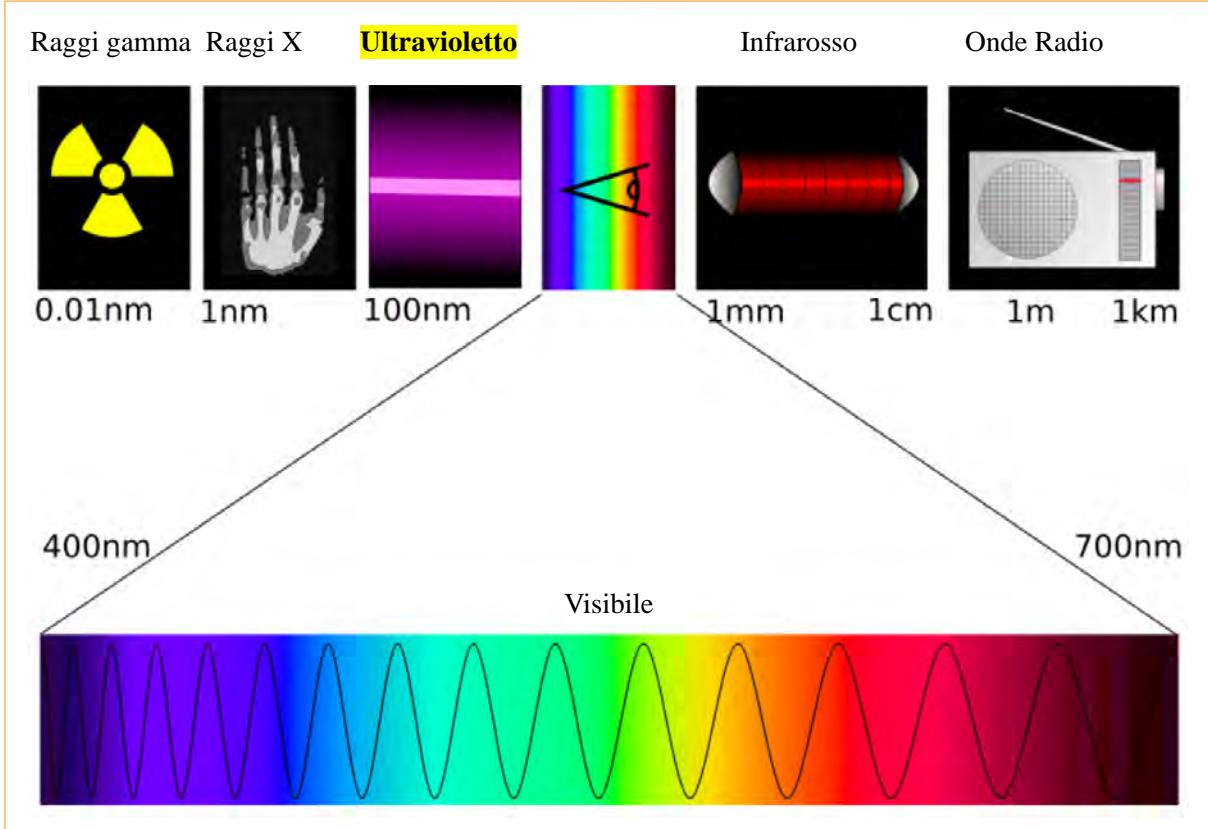 Raggi gamma Raggi X Ultravioletto Infrarosso Onde Radio
0.01nm 1nm 100nm 1mm 1cm 1m 1km
400nm 700nm
Visibile